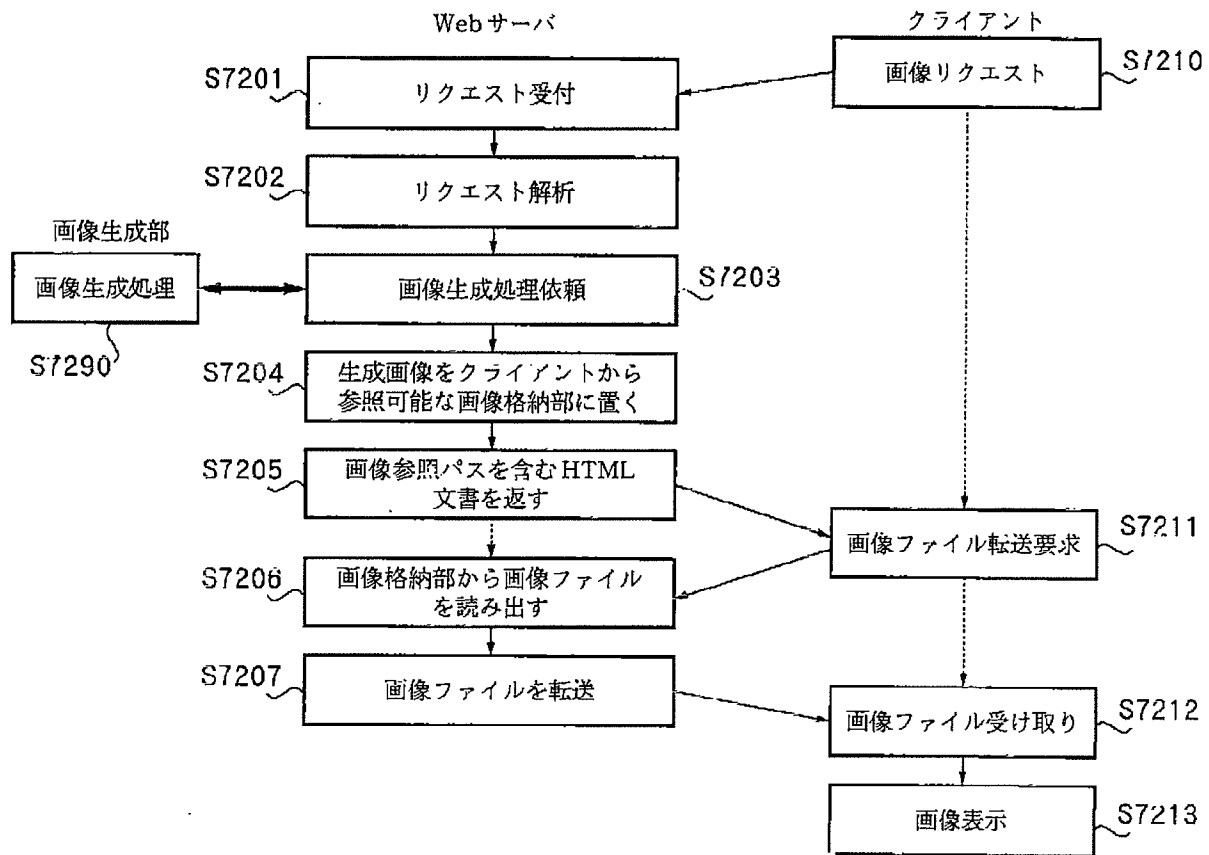 Webサーバ
クライアント
S7201
リクエスト受付
画像リクエスト
S7210
S7202
リクエスト解析
画像生成部
画像生成処理
S7290
画像生成処理依頼
S7203
S7204
生成画像をクライアントから
参照可能な画像格納部に置く
S7205
画像参照パスを含むHTML
文書を返す
画像ファイル転送要求
S7211
S7206
画像格納部から画像ファイル
を読み出す
S7207
画像ファイルを転送
画像ファイル受け取り
S7212
画像表示
S7213